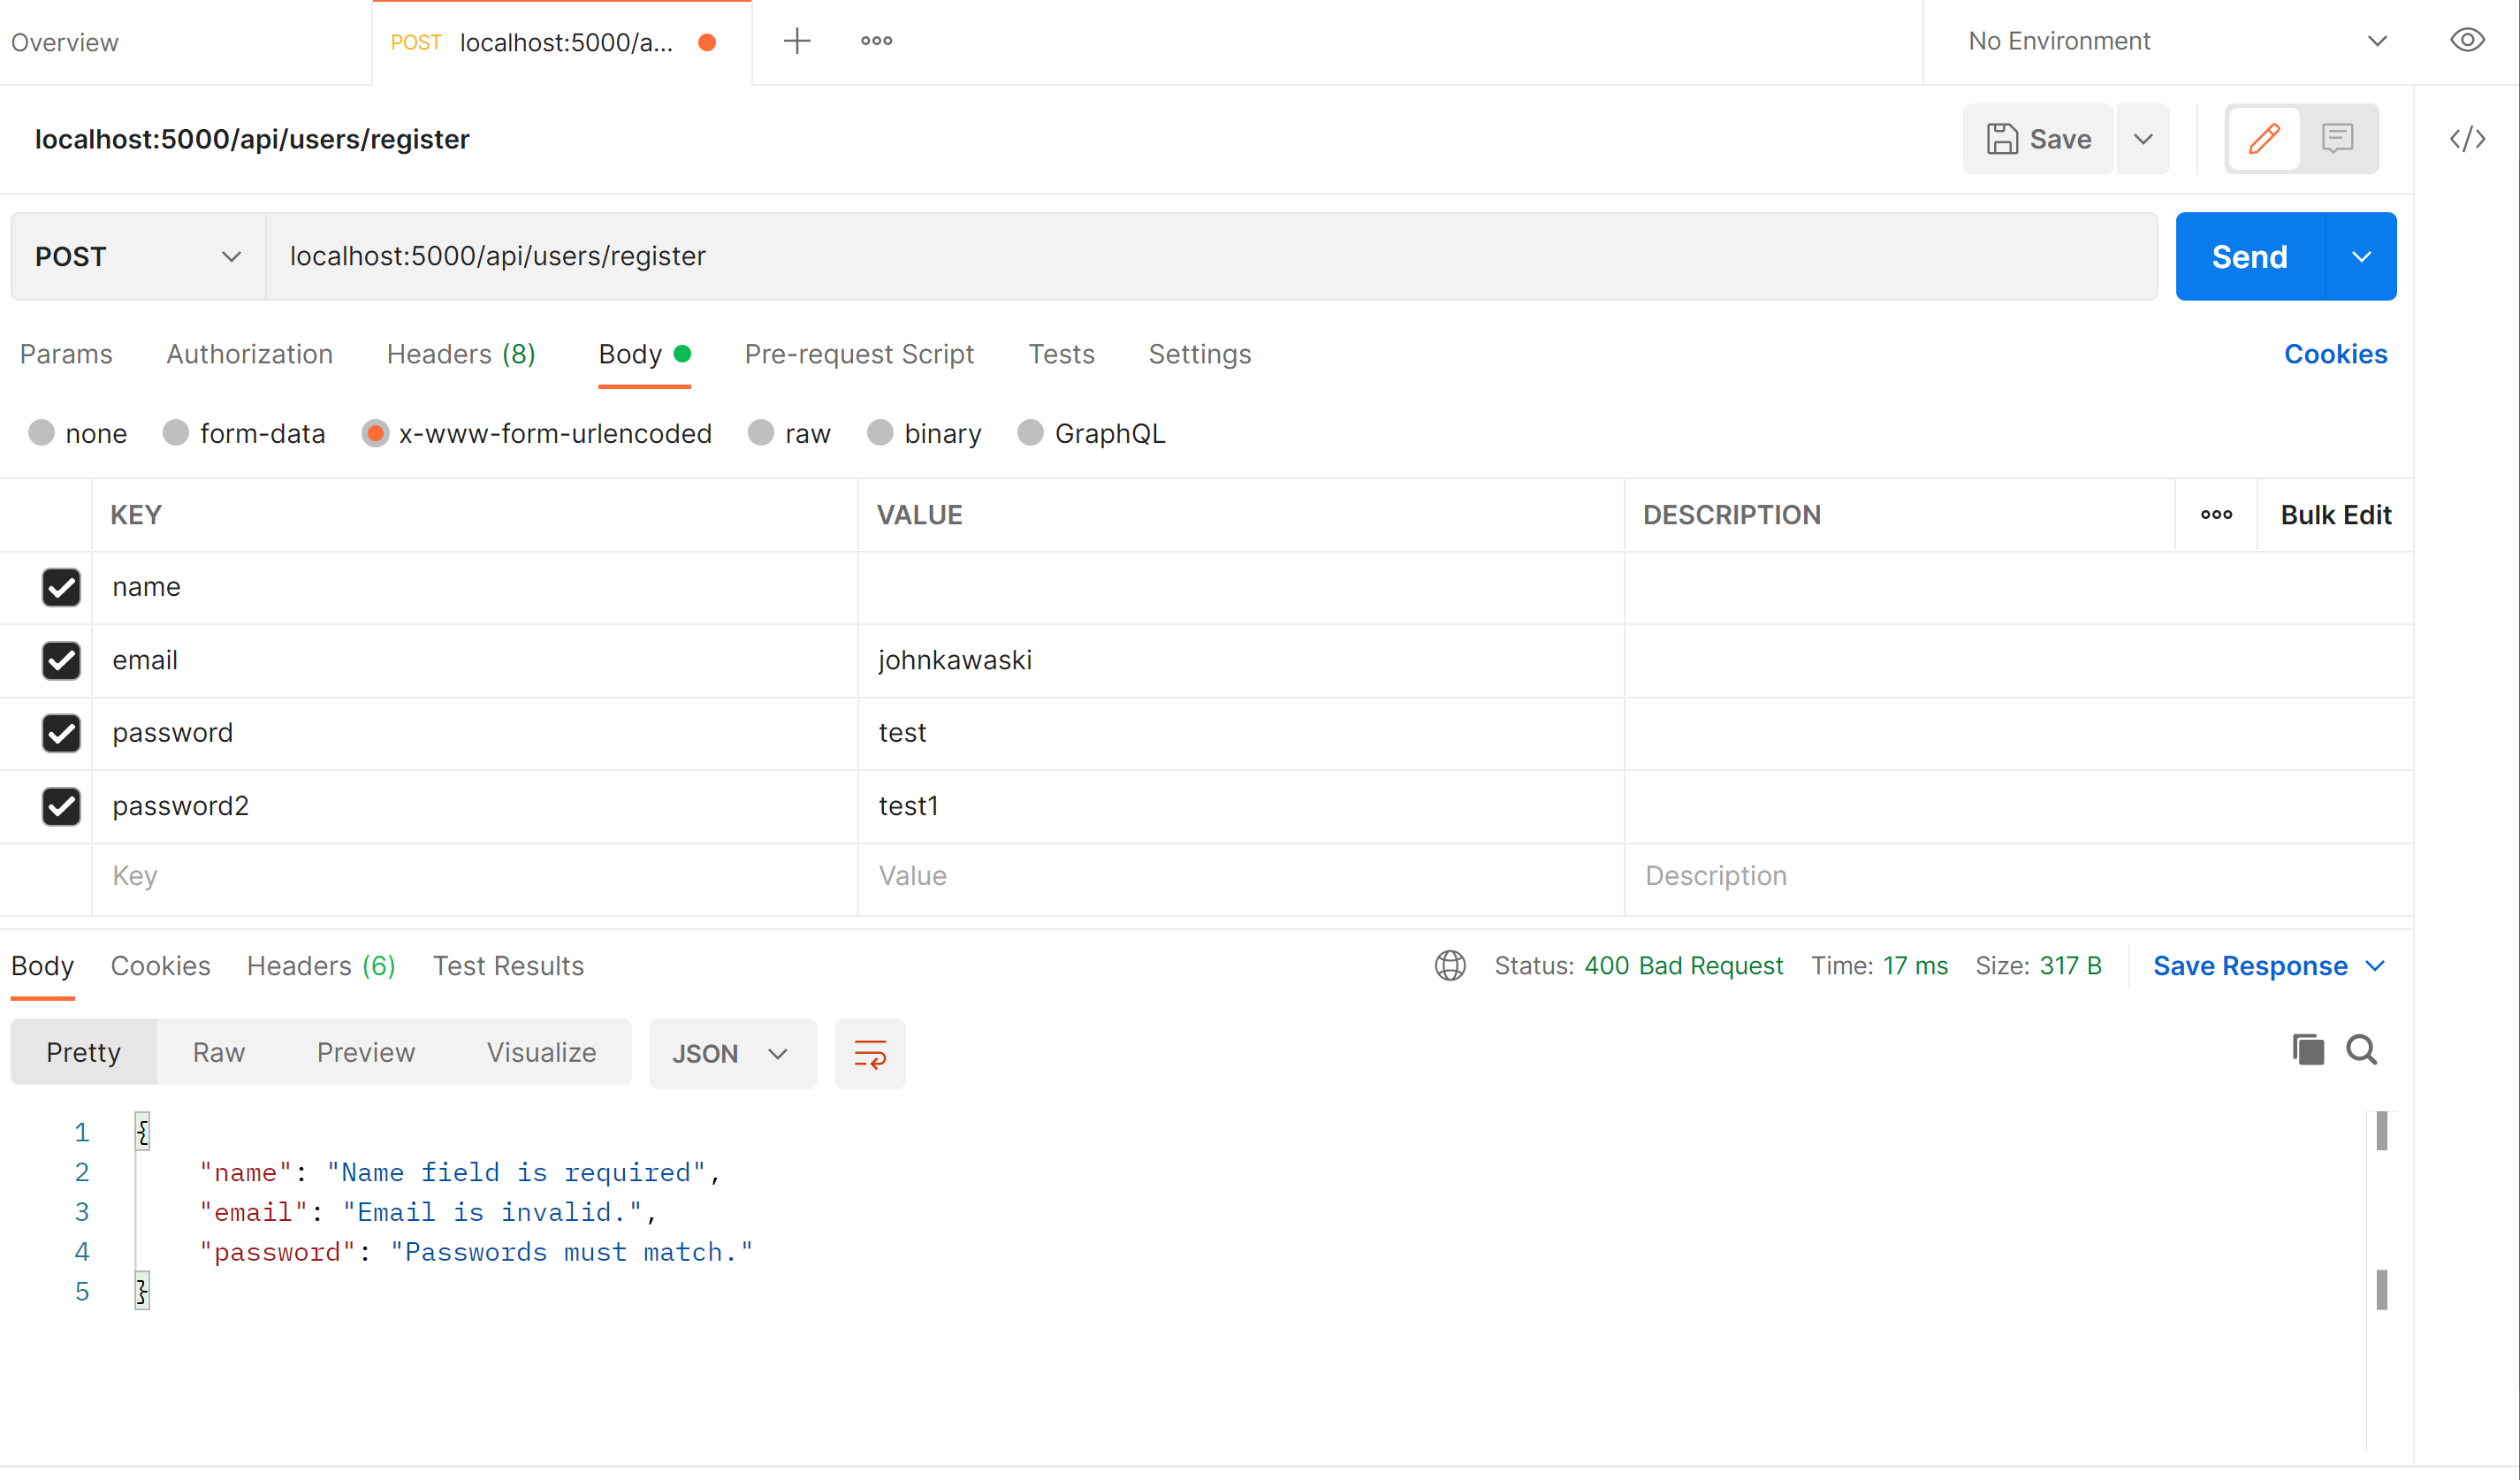 Overview POST localhost:5000/a... No Environment
localhost:5000/api/users/register Save
POST localhost:5000/api/users/register Send
Params Authorization Headers (8) Body Pre-request Script Tests Settings Cookies
none form-data x-www-form-urlencoded raw binary GraphQL
KEY VALUE DESCRIPTION Bulk Edit
name
email johnkawaski
password test
password2 test1
Key Value Description
Body Cookies Headers (6) Test Results Status: 400 Bad Request Time: 17 ms Size: 317 B Save Response
Pretty Raw Preview Visualize JSON
1 {
2 "name": "Name field is required",
3 "email": "Email is invalid.",
4 "password": "Passwords must match."
5 }